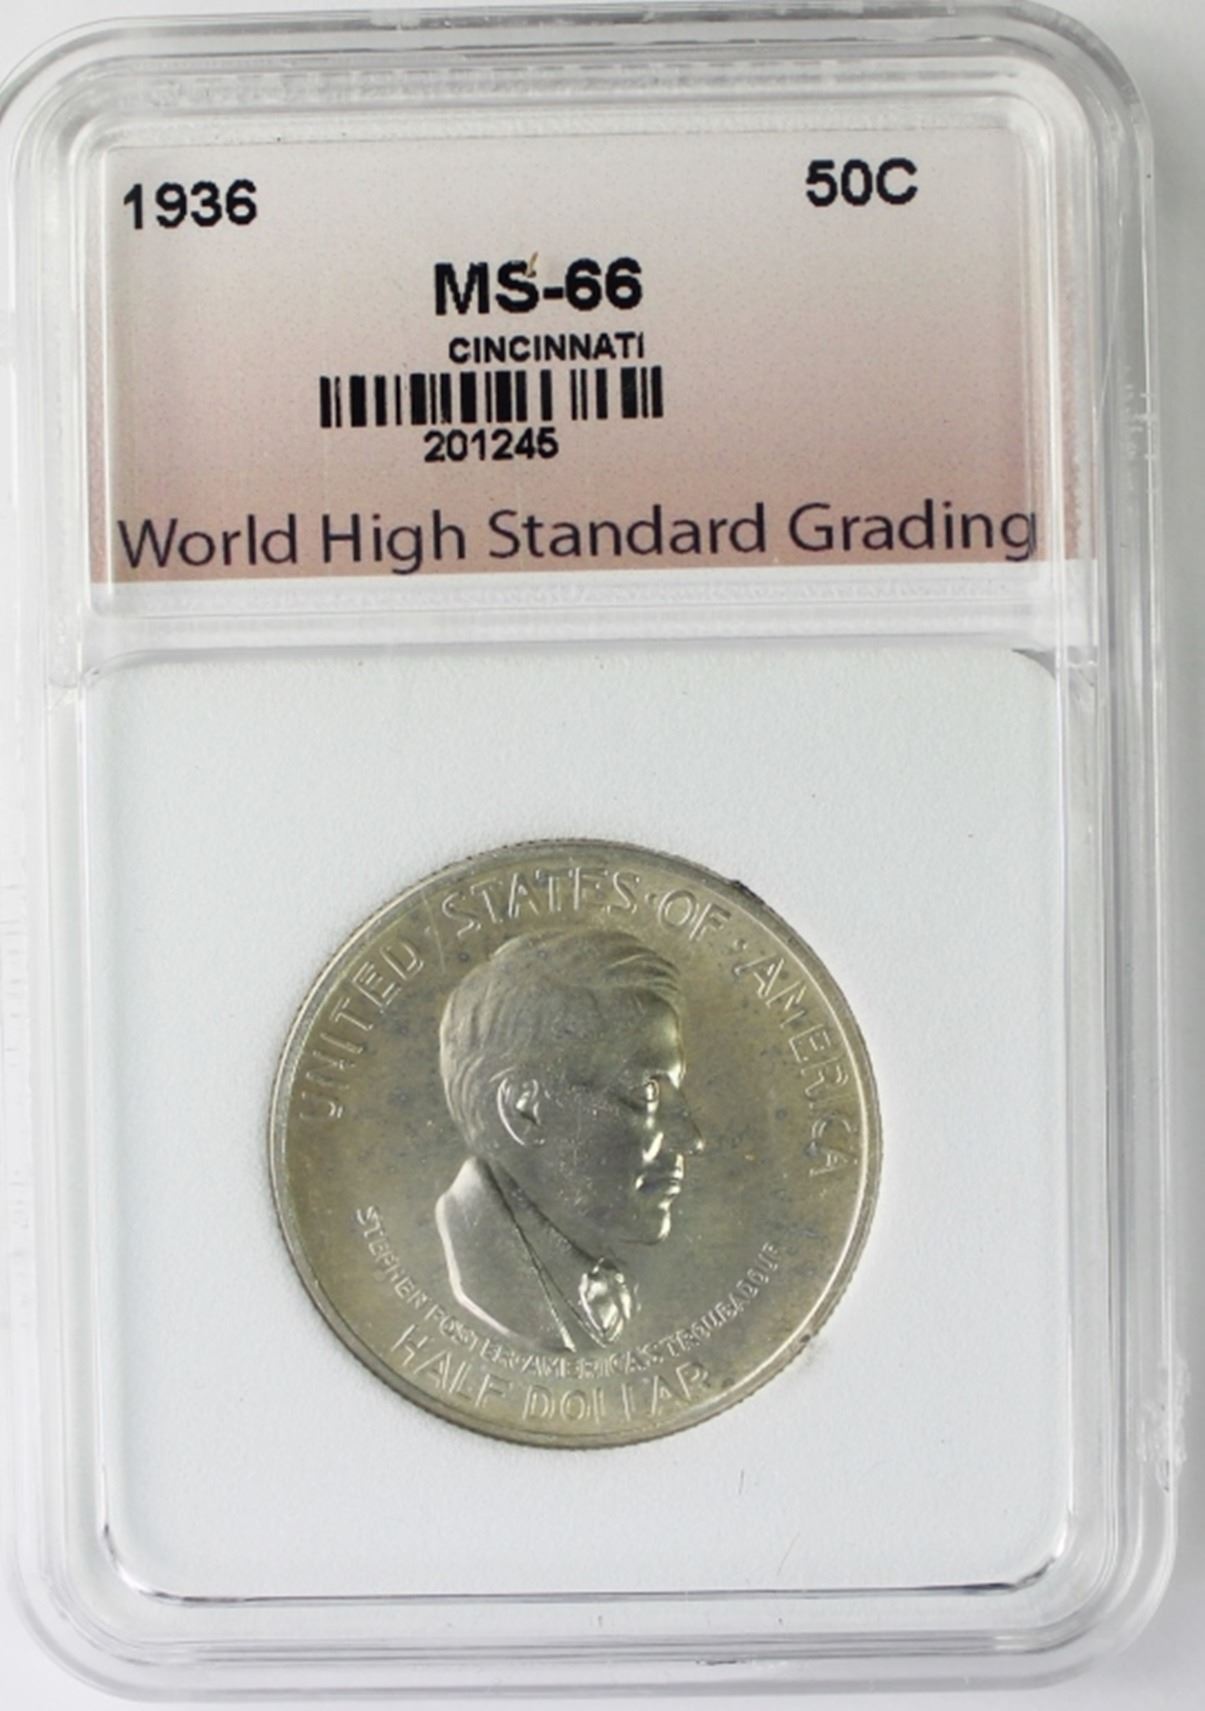 1936 50C
MS-66
CINCINNATI
201245
World High Standard Grading
UNITED·STATES·OF·AMERICA
STEPHEN FOSTER·AMERICA'S TROUBADOUR
HALF DOLLAR